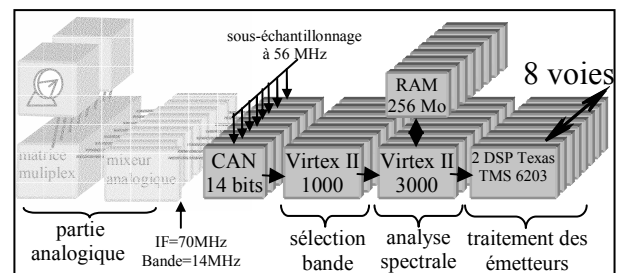 sous-échantillonnage
à 56 MHz
8 voies
RAM
256 Mo
matrice
muliplex
mixeur
analogique
CAN
14 bits
Virtex II
1000
Virtex II
3000
2 DSP Texas
TMS 6203
partie
analogique
IF=70MHz
Bande=14MHz
sélection
bande
analyse
spectrale
traitement des
émetteurs